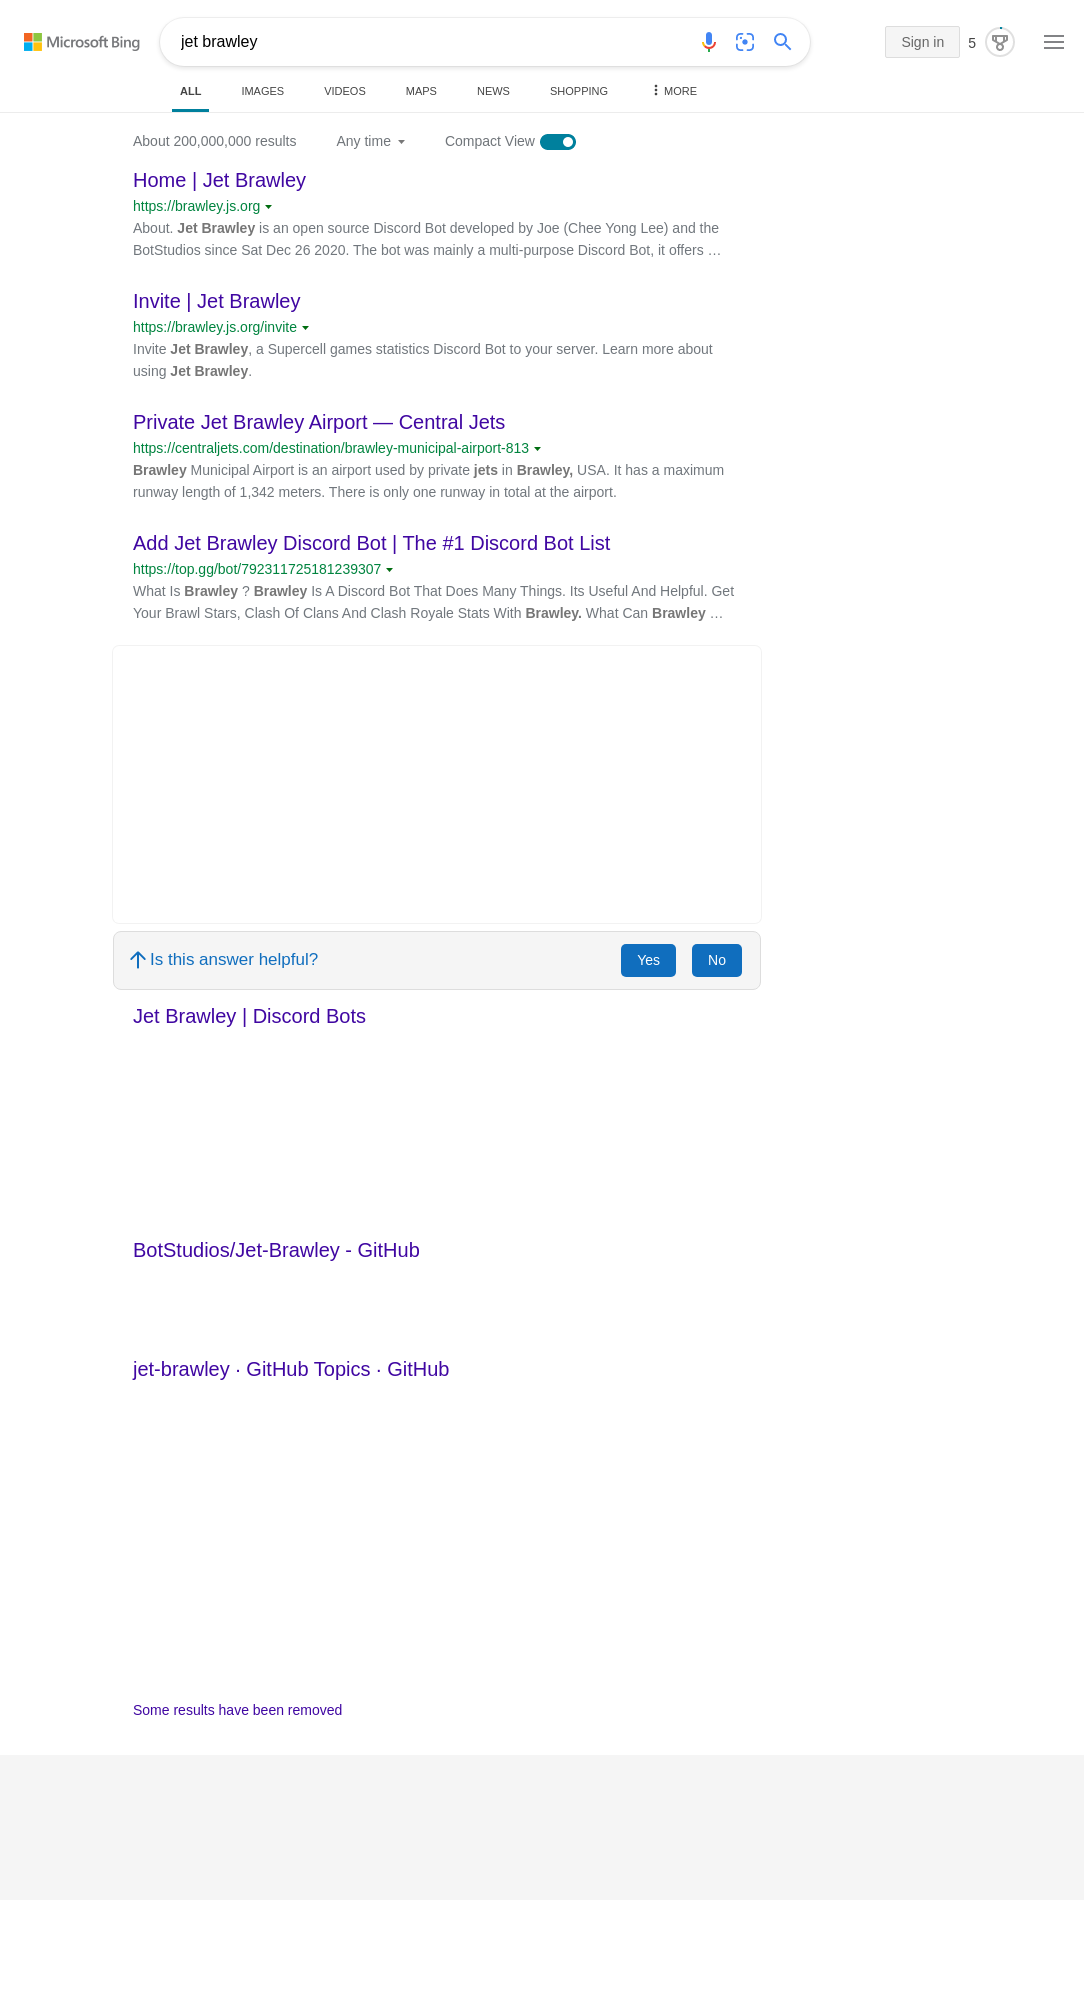 Microsoft Bing
jet brawley
Sign in
5
ALL
IMAGES
VIDEOS
MAPS
NEWS
SHOPPING
MORE
About 200,000,000 results
Any time
Compact View
Home | Jet Brawley
https://brawley.js.org
About. Jet Brawley is an open source Discord Bot developed by Joe (Chee Yong Lee) and the
BotStudios since Sat Dec 26 2020. The bot was mainly a multi-purpose Discord Bot, it offers …
Invite | Jet Brawley
https://brawley.js.org/invite
Invite Jet Brawley, a Supercell games statistics Discord Bot to your server. Learn more about
using Jet Brawley.
Private Jet Brawley Airport — Central Jets
https://centraljets.com/destination/brawley-municipal-airport-813
Brawley Municipal Airport is an airport used by private jets in Brawley, USA. It has a maximum
runway length of 1,342 meters. There is only one runway in total at the airport.
Add Jet Brawley Discord Bot | The #1 Discord Bot List
https://top.gg/bot/792311725181239307
What Is Brawley ? Brawley Is A Discord Bot That Does Many Things. Its Useful And Helpful. Get
Your Brawl Stars, Clash Of Clans And Clash Royale Stats With Brawley. What Can Brawley …
Is this answer helpful?
Yes
No
Jet Brawley | Discord Bots
BotStudios/Jet-Brawley - GitHub
jet-brawley · GitHub Topics · GitHub
Some results have been removed